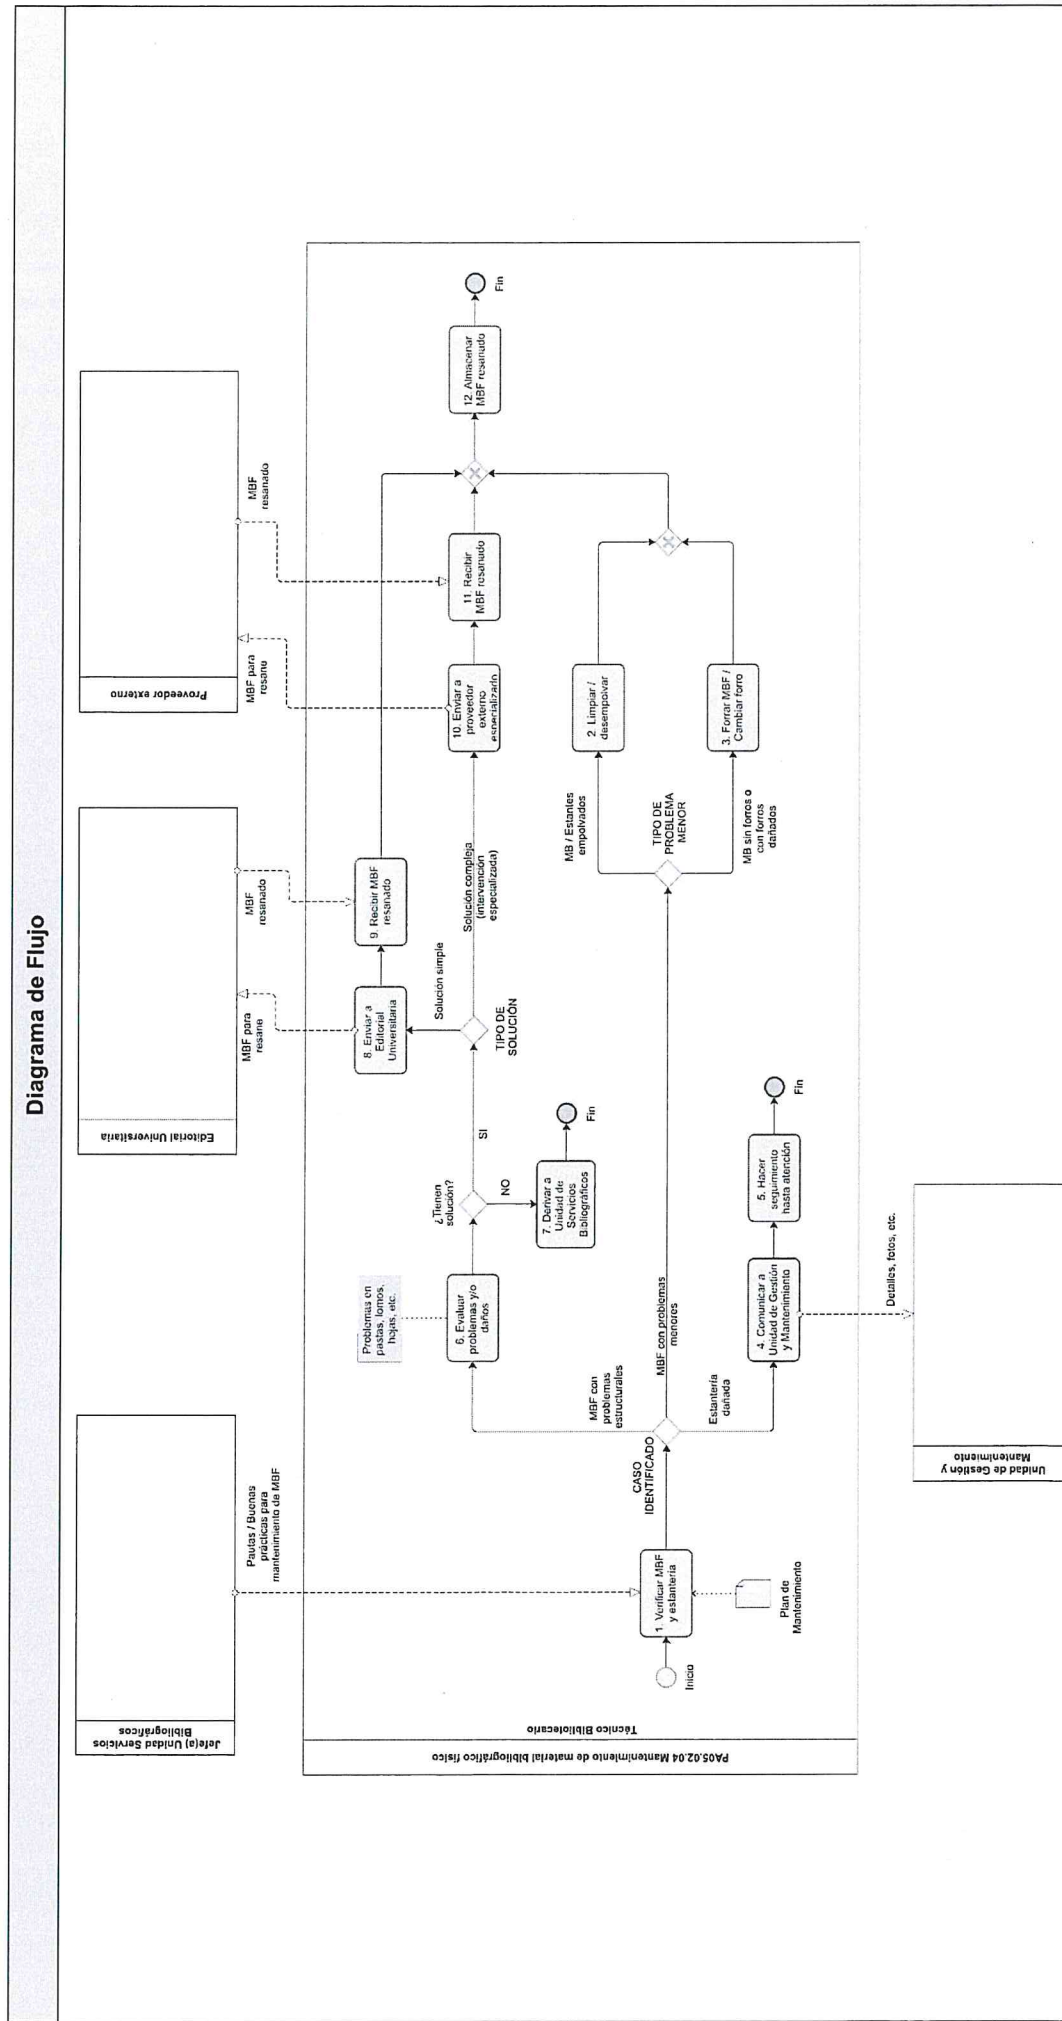 Diagrama de Flujo
Jefe(a) Unidad Servicios
Bibliográficos
Editorial Universitaria
Proveedor externo
Pautas / Buenas
prácticas para
mantenimiento de MBF
MBF para
resane
MBF
resanado
MBF para
resane
MBF
resanado
PA05.02.04 Mantenimiento de material bibliográfico físico
Técnico Bibliotecario
Inicio
1. Verificar MBF
y estantería
Plan de
Mantenimiento
CASO
IDENTIFICADO
MBF con
problemas
estructurales
MBF con problemas
menores
Estantería
dañada
Problemas en
pastas, lomos,
hojas, etc.
6. Evaluar
problemas y/o
daños
¿Tienen
solución?
SI
NO
7. Derivar a
Unidad de
Servicios
Bibliográficos
Fin
TIPO DE
SOLUCIÓN
Solución simple
8. Enviar a
Editorial
Universitaria
9. Recibir MBF
resanado
Solución compleja
(intervención
especializada)
10. Enviar a
proveedor
externo
especializado
11. Recibir
MBF resanado
12. Almacenar
MBF resanado
Fin
TIPO DE
PROBLEMA
MENOR
MB / Estantes
empolvados
2. Limpiar /
desempolvar
MB sin forros o
con forros
dañados
3. Forrar MBF /
Cambiar forro
4. Comunicar a
Unidad de Gestión
y Mantenimiento
5. Hacer
seguimiento
hasta atención
Fin
Detalles, fotos, etc.
Unidad de Gestión y
Mantenimiento